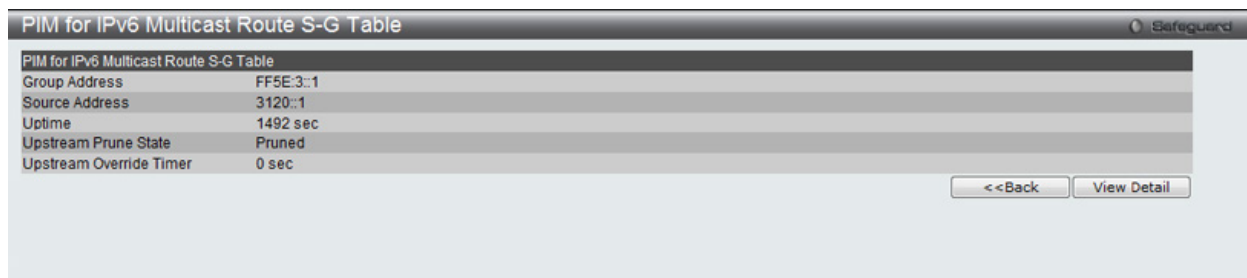 PIM for IPv6 Multicast Route S-G Table
Safeguard
PIM for IPv6 Multicast Route S-G Table
Group Address FF5E:3::1
Source Address 3120::1
Uptime 1492 sec
Upstream Prune State Pruned
Upstream Override Timer 0 sec
<<Back View Detail